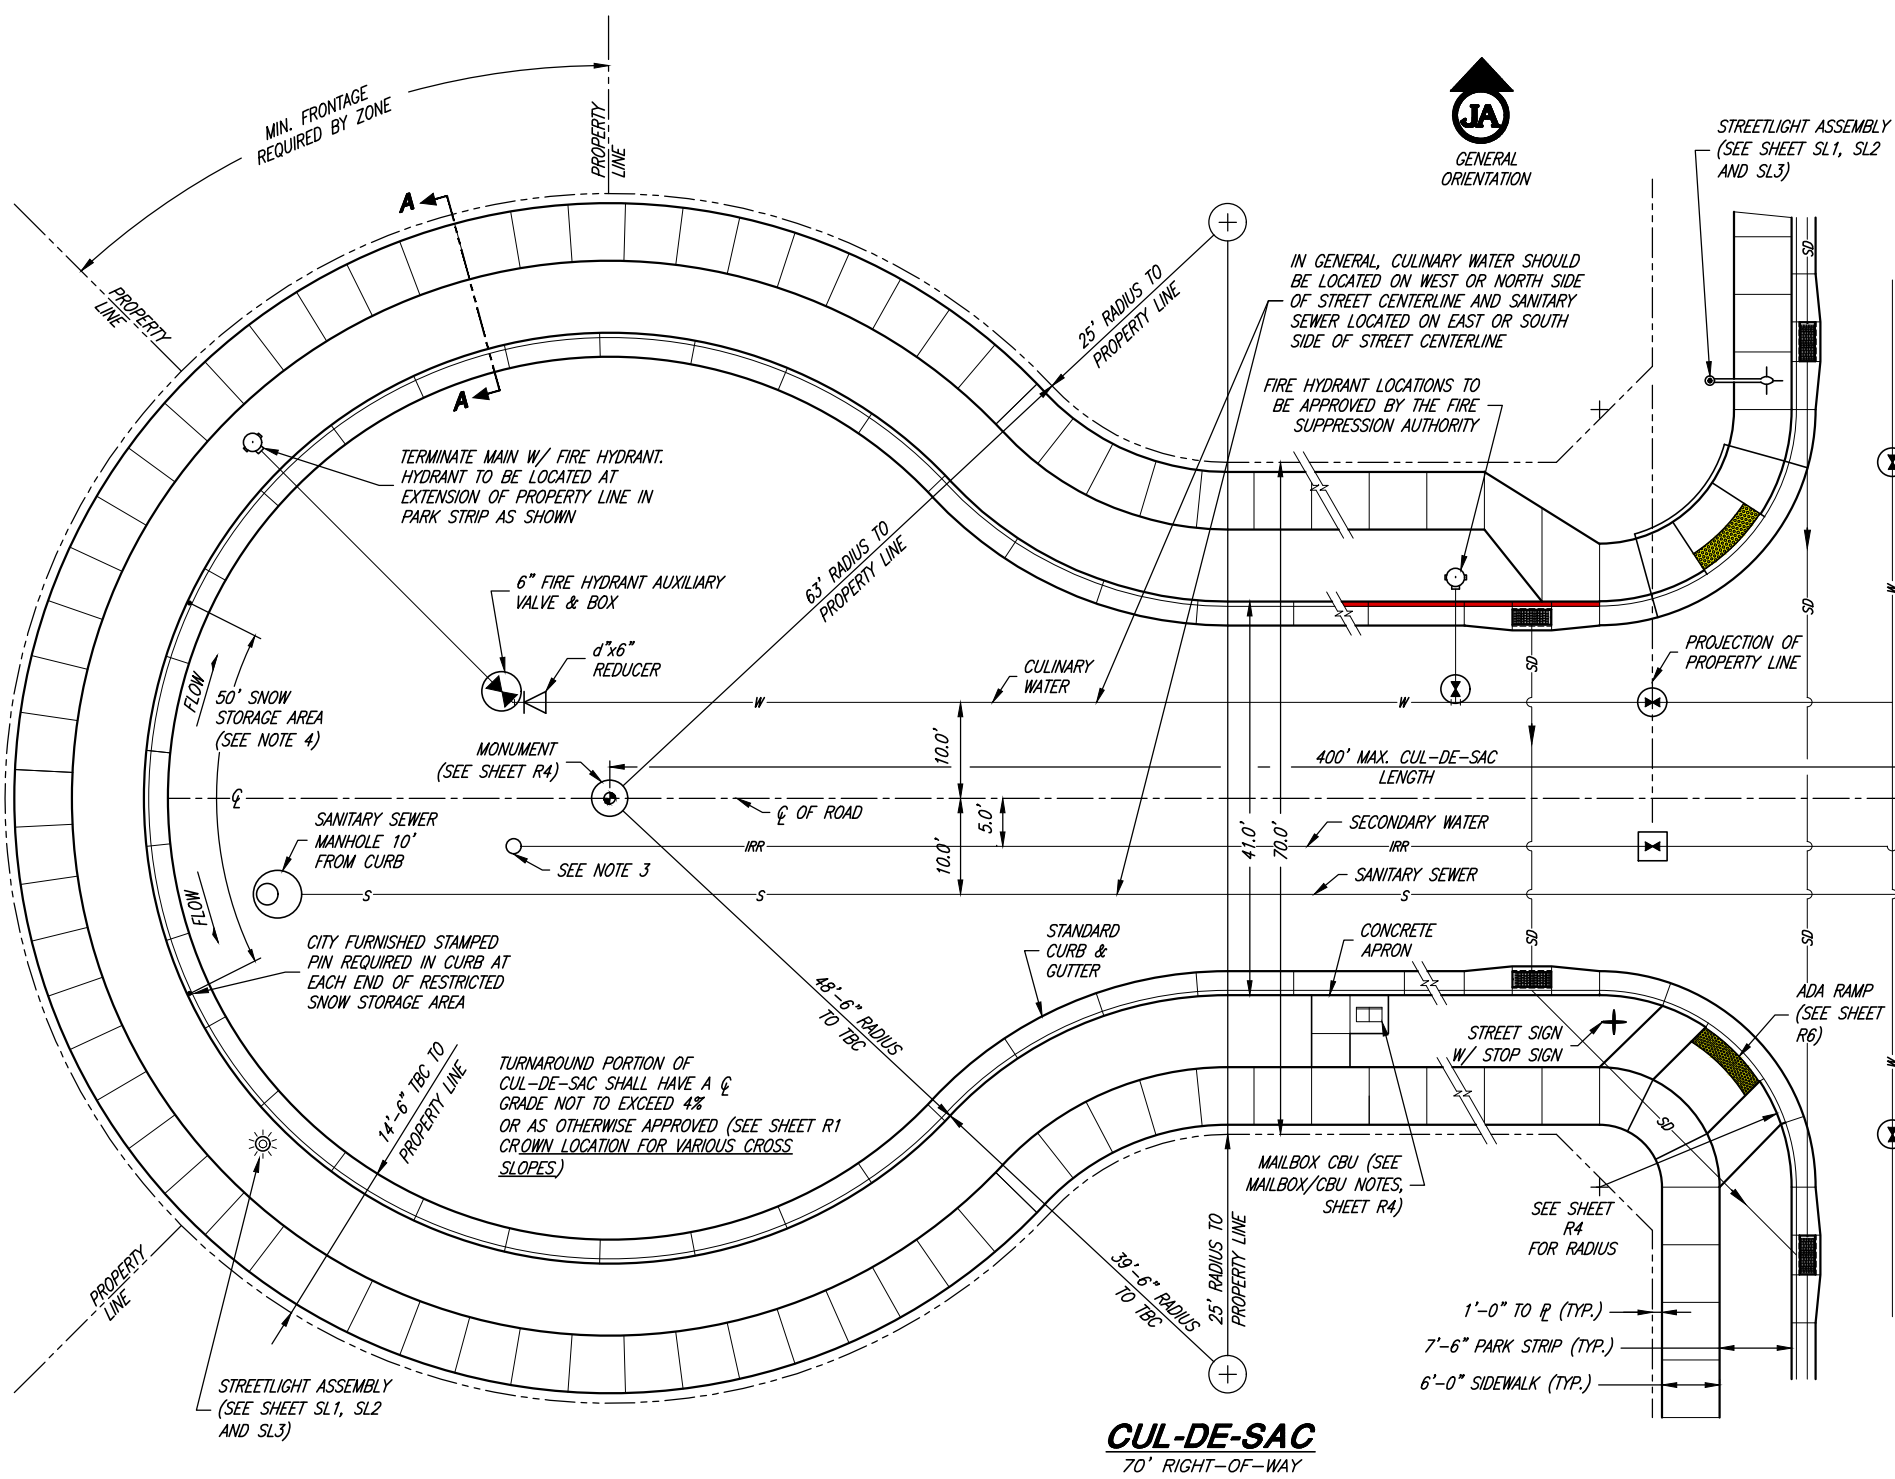 MIN. FRONTAGE
REQUIRED BY ZONE
PROPERTY
LINE
JA
GENERAL
ORIENTATION
STREETLIGHT ASSEMBLY
(SEE SHEET SL1, SL2
AND SL3)
A
A
PROPERTY
LINE
25' RADIUS TO
PROPERTY LINE
IN GENERAL, CULINARY WATER SHOULD
BE LOCATED ON WEST OR NORTH SIDE
OF STREET CENTERLINE AND SANITARY
SEWER LOCATED ON EAST OR SOUTH
SIDE OF STREET CENTERLINE
SD
FIRE HYDRANT LOCATIONS TO
BE APPROVED BY THE FIRE
SUPPRESSION AUTHORITY
TERMINATE MAIN W/ FIRE HYDRANT.
HYDRANT TO BE LOCATED AT
EXTENSION OF PROPERTY LINE IN
PARK STRIP AS SHOWN
63' RADIUS TO
PROPERTY LINE
6" FIRE HYDRANT AUXILIARY
VALVE & BOX
d"x6"
REDUCER
CULINARY
WATER
PROJECTION OF
PROPERTY LINE
SD
SD
W
FLOW
50' SNOW
STORAGE AREA
(SEE NOTE 4)
W
W
MONUMENT
(SEE SHEET R4)
10.0'
400' MAX. CUL-DE-SAC
LENGTH
℄
℄ OF ROAD
SANITARY SEWER
MANHOLE 10'
FROM CURB
5.0'
10.0'
41.0'
70.0'
SECONDARY WATER
IRR
IRR
SEE NOTE 3
SANITARY SEWER
S
S
S
FLOW
CITY FURNISHED STAMPED
PIN REQUIRED IN CURB AT
EACH END OF RESTRICTED
SNOW STORAGE AREA
STANDARD
CURB &
GUTTER
CONCRETE
APRON
SD
SD
48'-6" RADIUS
TO TBC
ADA RAMP
(SEE SHEET
R6)
STREET SIGN
W/ STOP SIGN
W
14'-6" TBC TO
PROPERTY LINE
TURNAROUND PORTION OF
CUL-DE-SAC SHALL HAVE A ℄
GRADE NOT TO EXCEED 4%
OR AS OTHERWISE APPROVED (SEE SHEET R1
CROWN LOCATION FOR VARIOUS CROSS
SLOPES)
SD
MAILBOX CBU (SEE
MAILBOX/CBU NOTES,
SHEET R4)
SEE SHEET
R4
FOR RADIUS
PROPERTY
LINE
39'-6" RADIUS
TO TBC
25' RADIUS TO
PROPERTY LINE
1'-0" TO ⅊ (TYP.)
7'-6" PARK STRIP (TYP.)
6'-0" SIDEWALK (TYP.)
STREETLIGHT ASSEMBLY
(SEE SHEET SL1, SL2
AND SL3)
CUL-DE-SAC
70' RIGHT-OF-WAY